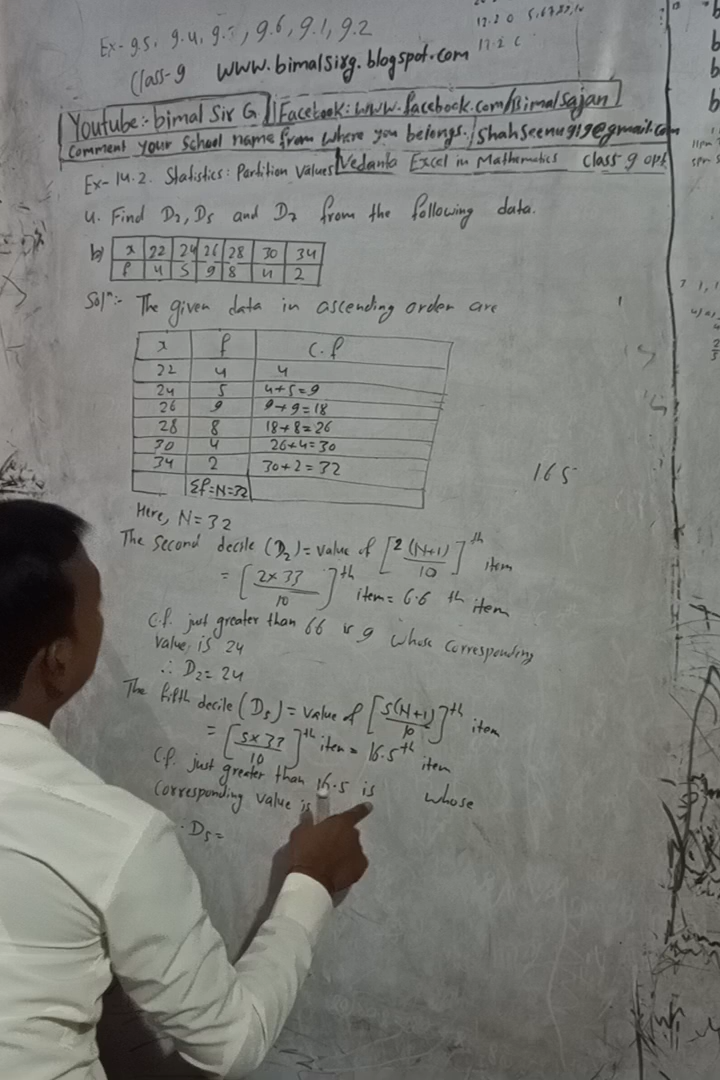 Ex-9.5, 9.4, 9., 9.6, 9.1, 9.2
Class-9 www.bimalsirg.blogspot.com
Youtube:- bimal Sir G Facebook: www.facebook.com/Bimalsajan
Comment your School name from where you belongs. shahseenu919@gmail.com
Ex-14.2. Statistics: Partition Values Vedanta Excel in Mathematics class 9 opt
4. Find D2, D5 and D7 from the following data.
b) x 22 24 26 28 30 34
f 4 5 9 8 4 2
Solⁿ:- The given data in ascending order are
x f C.f
22 4 4
24 5 4+5=9
26 9 9+9=18
28 8 18+8=26
30 4 26+4=30
34 2 30+2=32
Σf=N=32
165
Here, N=32
The Second decile (D2) = value of [2(N+1)/10]th item
= [2×33/10]th item = 6.6 th item
C.f. just greater than 66 is 9 whose corresponding
value, is 24
∴ D2= 24
The fifth decile (D5) = value of [5(N+1)/10]th item
= [5×33/10]th item = 16.5th item
C.f. just greater than 16.5 is whose
corresponding value is
D5 =